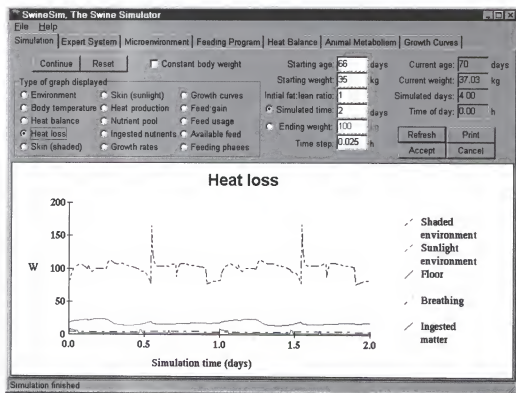 SwineSim, The Swine Simulator
File Help
Simulation Expert System Microenvironment Feeding Program Heat Balance Animal Metabolism Growth Curves
Continue Reset Constant body weight
Type of graph displayed
Environment Skin (sunlight) Growth curves
Body temperature Heat production Feed gain
Heat balance Nutrient pool Feed usage
Heat loss Ingested nutrients Available feed
Skin (shaded) Growth rates Feeding phases
Starting age: 66 days
Starting weight: 35 kg
Initial fat:lean ratio: 1
Simulated time: 2 days
Ending weight: 100
Time step: 0.025 h
Current age: 70 days
Current weight: 37.03 kg
Simulated days: 4.00
Time of day: 0.00 h
Refresh Print
Accept Cancel
Heat loss
W
200
150
100
50
0
0.0 0.5 1.0 1.5 2.0
Simulation time (days)
Shaded
environment
Sunlight
environment
Floor
Breathing
Ingested
matter
Simulation finished